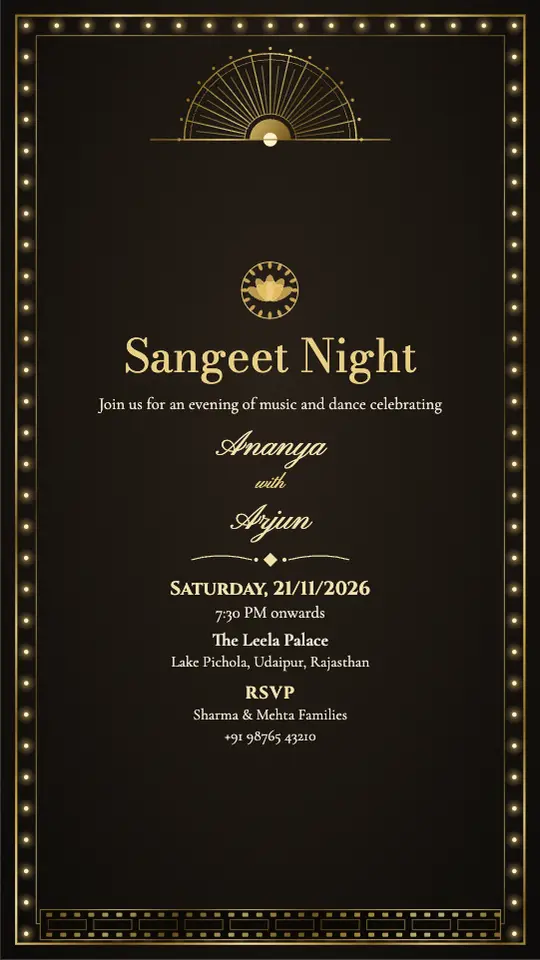 Sangeet Night
Join us for an evening of music and dance celebrating
Ananya
with
Arjun
Saturday, 21/11/2026
7:30 PM onwards
The Leela Palace
Lake Pichola, Udaipur, Rajasthan
RSVP
Sharma & Mehta Families
+91 98765 43210